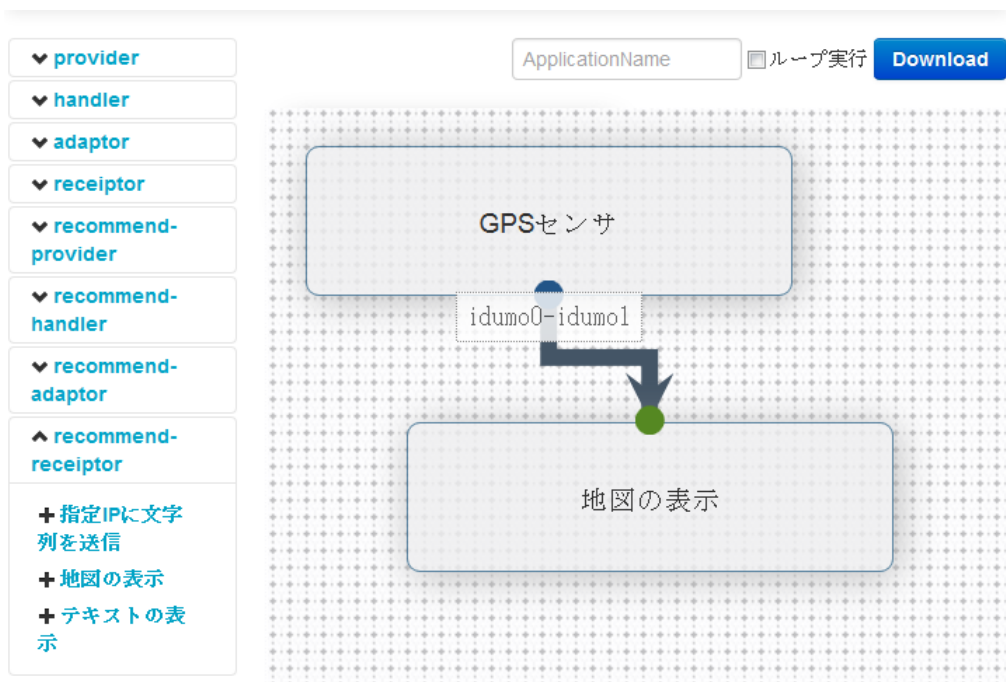 ApplicationName
ループ実行
Download
provider
handler
adaptor
receiptor
recommend-
provider
recommend-
handler
recommend-
adaptor
recommend-
receiptor
指定IPに文字
列を送信
地図の表示
テキストの表
示
GPSセンサ
idumo0-idumo1
地図の表示